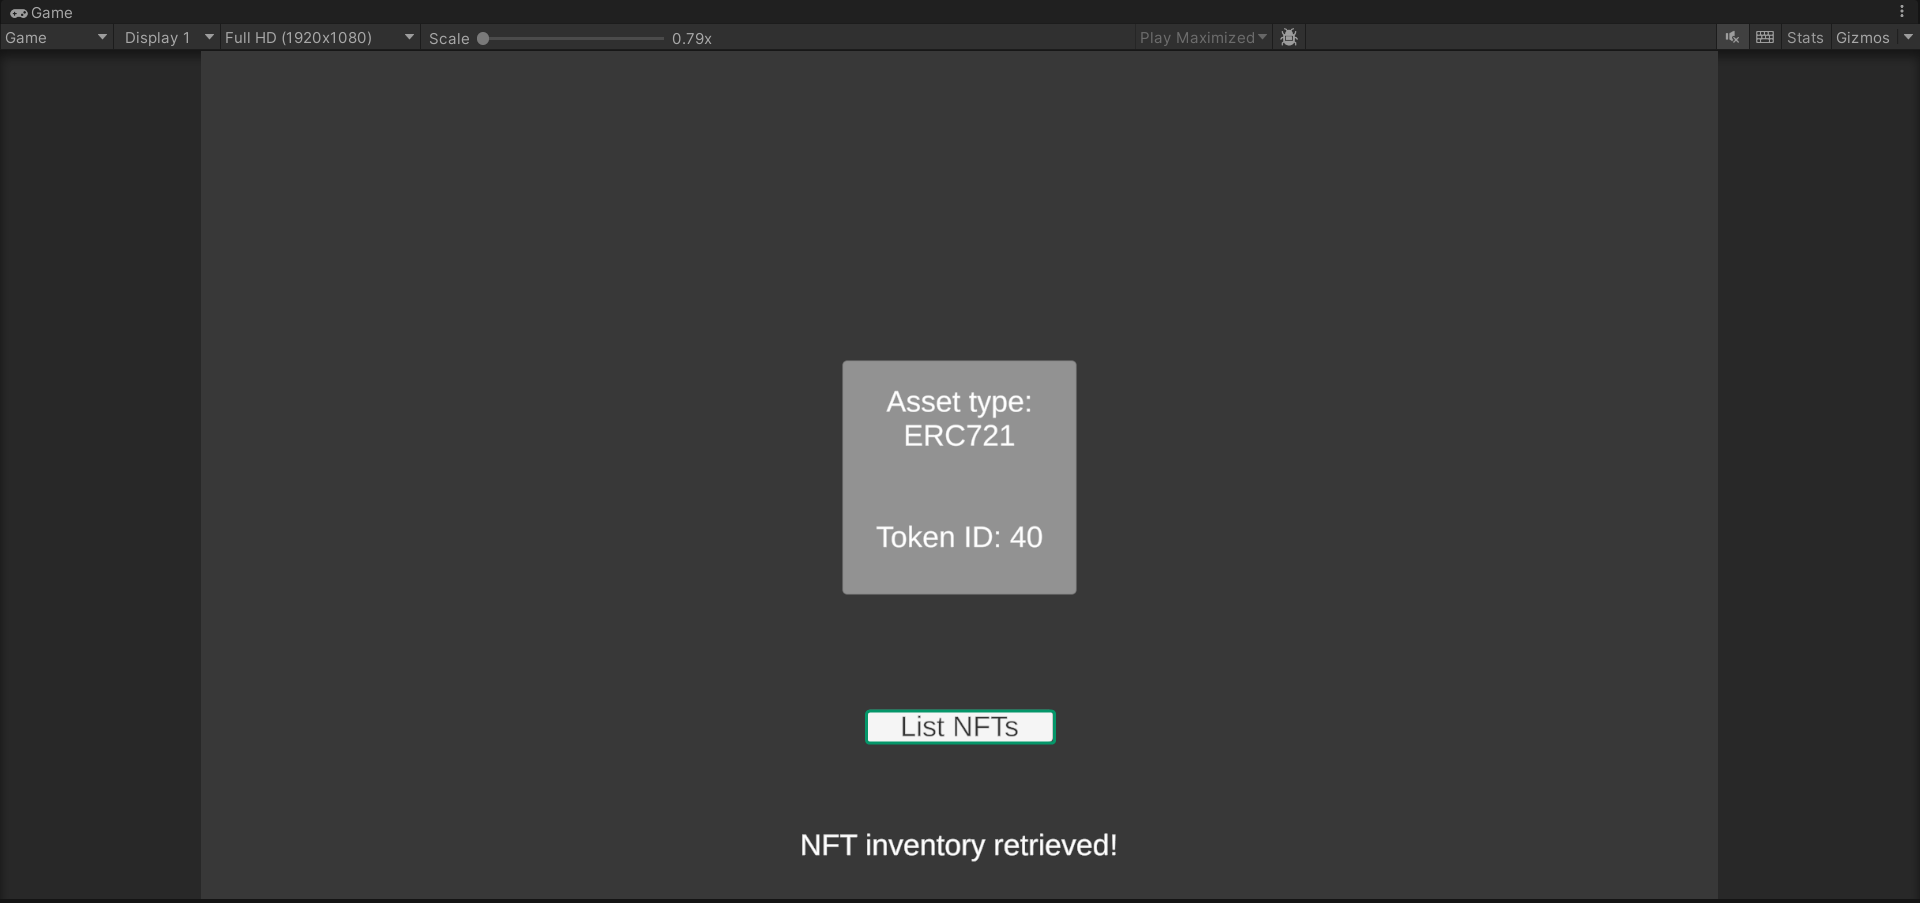 Game
Game Display 1 Full HD (1920x1080) Scale 0.79x Play Maximized Stats Gizmos
Asset type:
ERC721
Token ID: 40
List NFTs
NFT inventory retrieved!